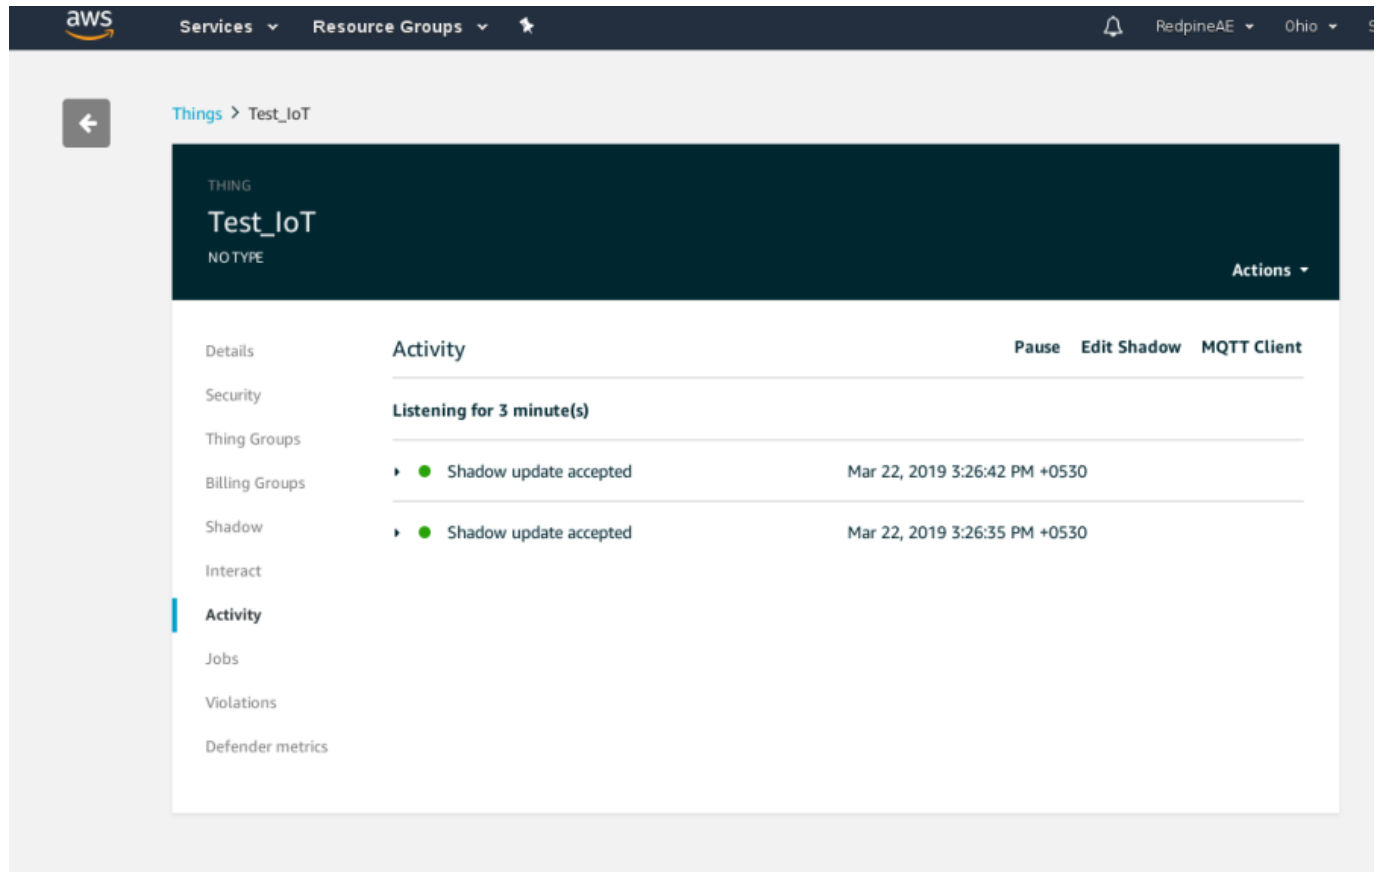 aws Services Resource Groups RedpineAE Ohio S
Things > Test_IoT
THING
Test_IoT
NO TYPE
Actions
Details
Security
Thing Groups
Billing Groups
Shadow
Interact
Activity
Jobs
Violations
Defender metrics
Activity Pause Edit Shadow MQTT Client
Listening for 3 minute(s)
Shadow update accepted Mar 22, 2019 3:26:42 PM +0530
Shadow update accepted Mar 22, 2019 3:26:35 PM +0530